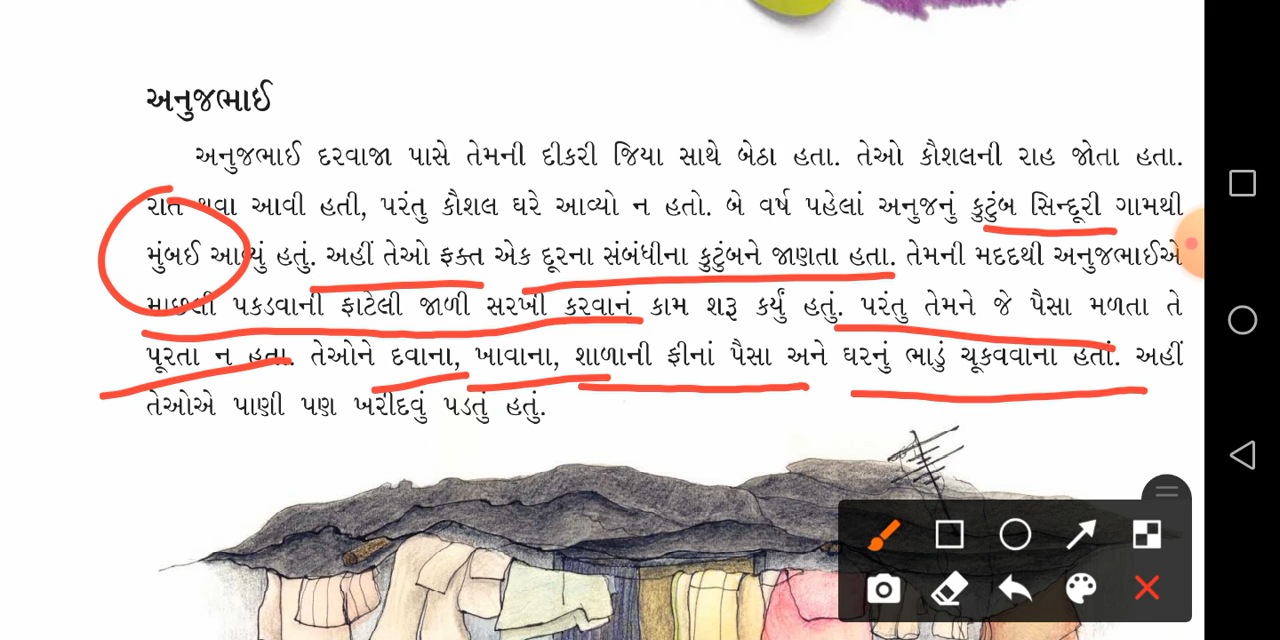 અનુજભાઈ
અનુજભાઈ દરવાજા પાસે તેમની દીકરી જિયા સાથે બેઠા હતા. તેઓ કૌશલની રાહ જોતા હતા.
રાત થવા આવી હતી, પરંતુ કૌશલ ઘરે આવ્યો ન હતો. બે વર્ષ પહેલાં અનુજનું કુટુંબ સિન્દૂરી ગામથી
મુંબઈ આવ્યું હતું. અહીં તેઓ ફક્ત એક દૂરના સંબંધીના કુટુંબને જાણતા હતા. તેમની મદદથી અનુજભાઈએ
માછલી પકડવાની ફાટેલી જાળી સરખી કરવાનું કામ શરૂ કર્યું હતું. પરંતુ તેમને જે પૈસા મળતા તે
પૂરતા ન હતા. તેઓને દવાના, ખાવાના, શાળાની ફીનાં પૈસા અને ઘરનું ભાડું ચૂકવવાના હતાં. અહીં
તેઓએ પાણી પણ ખરીદવું પડતું હતું.